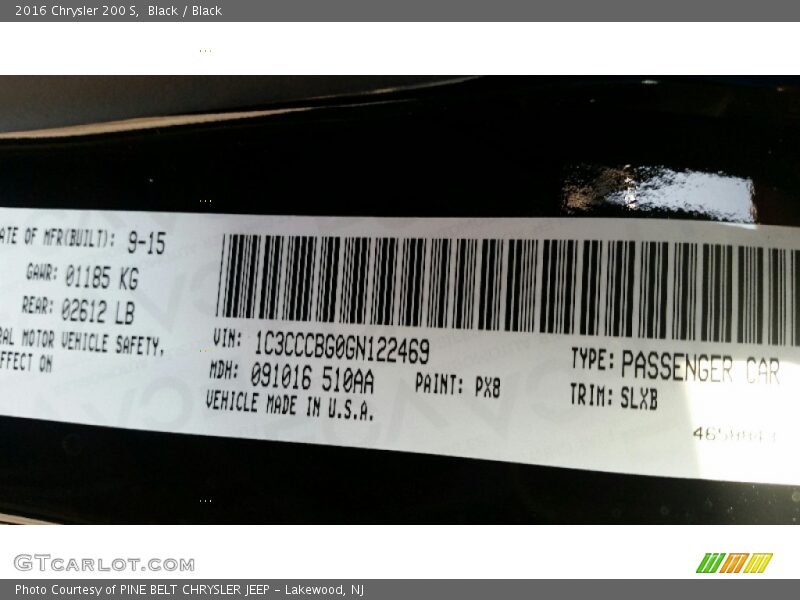 2016 Chrysler 200 S,  Black / Black
ATE OF MFR(BUILT): 9-15
GAWR: 01185 KG
REAR: 02612 LB
RAL MOTOR VEHICLE SAFETY,
FFECT ON
VIN: 1C3CCCBG0GN122469
MDH: 091016 510AA
PAINT: PX8
VEHICLE MADE IN U.S.A.
TYPE: PASSENGER CAR
TRIM: SLXB
GTCARLOT.COM
Photo Courtesy of PINE BELT CHRYSLER JEEP - Lakewood, NJ